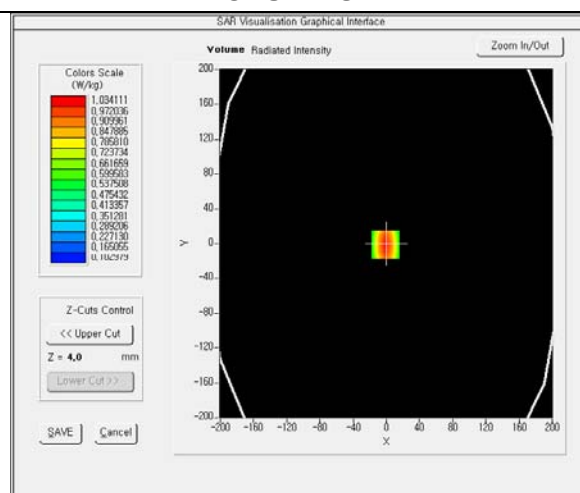 SAR Visualisation Graphical Interface
Volume Radiated Intensity
Zoom In/Out
Colors Scale
(W/kg)
1,034111
0,972036
0,909961
0,847885
0,785810
0,723734
0,661659
0,599583
0,537508
0,475432
0,413357
0,351281
0,289206
0,227130
0,165055
0,102979
Z-Cuts Control
<< Upper Cut
Z = 4,0 mm
Lower Cut >>
SAVE Cancel
200
160
120
80
40
0
-40
-80
-120
-160
-200
Y
-200 -160 -120 -80 -40 0 40 80 120 160 200
X